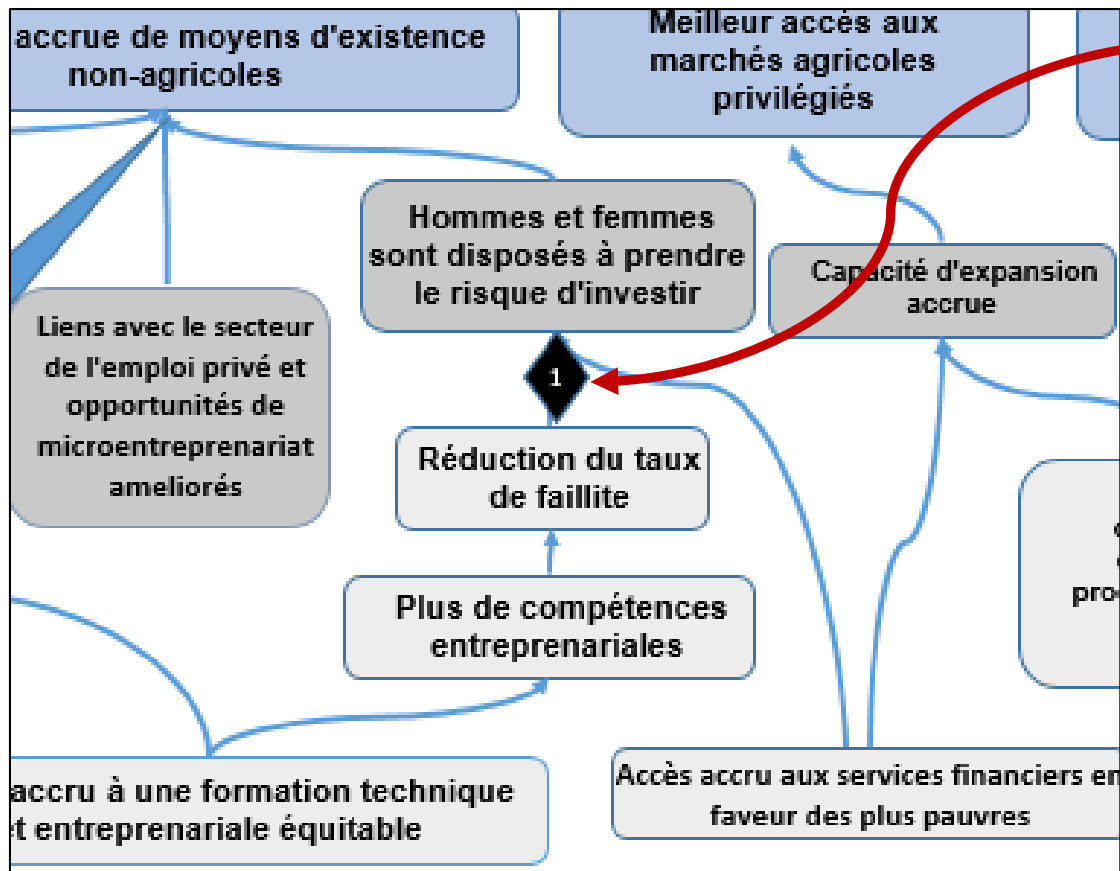 accrue de moyens d'existence
non-agricoles
Meilleur accès aux
marchés agricoles
privilégiés
Hommes et femmes
sont disposés à prendre
le risque d'investir
Capacité d'expansion
accrue
Liens avec le secteur
de l'emploi privé et
opportunités de
microentreprenariat
ameliorés
1
Réduction du taux
de faillite
Plus de compétences
entreprenariales
accru à une formation technique
et entreprenariale équitable
Accès accru aux services financiers en
faveur des plus pauvres